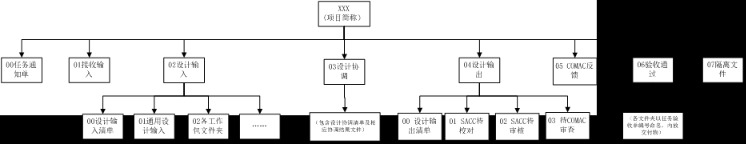 XXX
(项目简称)
00任务通
知单
01接收输
入
02设计输
入
03设计协
调
04设计输
出
05 COMAC反
馈
06验收通
过
07隔离文
件
00设计输
入清单
01通用设
计输入
02各工作
包文件夹
……
(包含设计协调清单及相
应协调结果文件)
00 设计输
出清单
01 SACC待
校对
02 SACC待
审核
03 待COMAC
审查